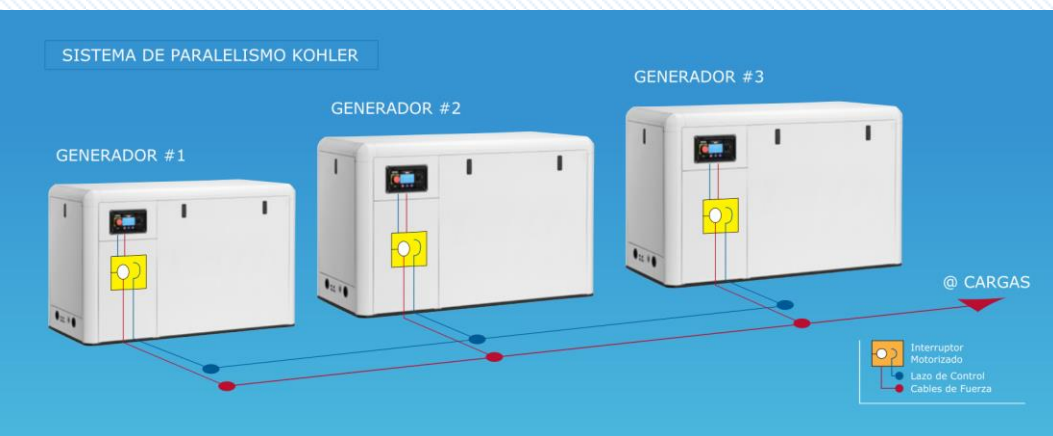 SISTEMA DE PARALELISMO KOHLER
GENERADOR #1
GENERADOR #2
GENERADOR #3
@ CARGAS
Interruptor
Motorizado
Lazo de Control
Cables de Fuerza